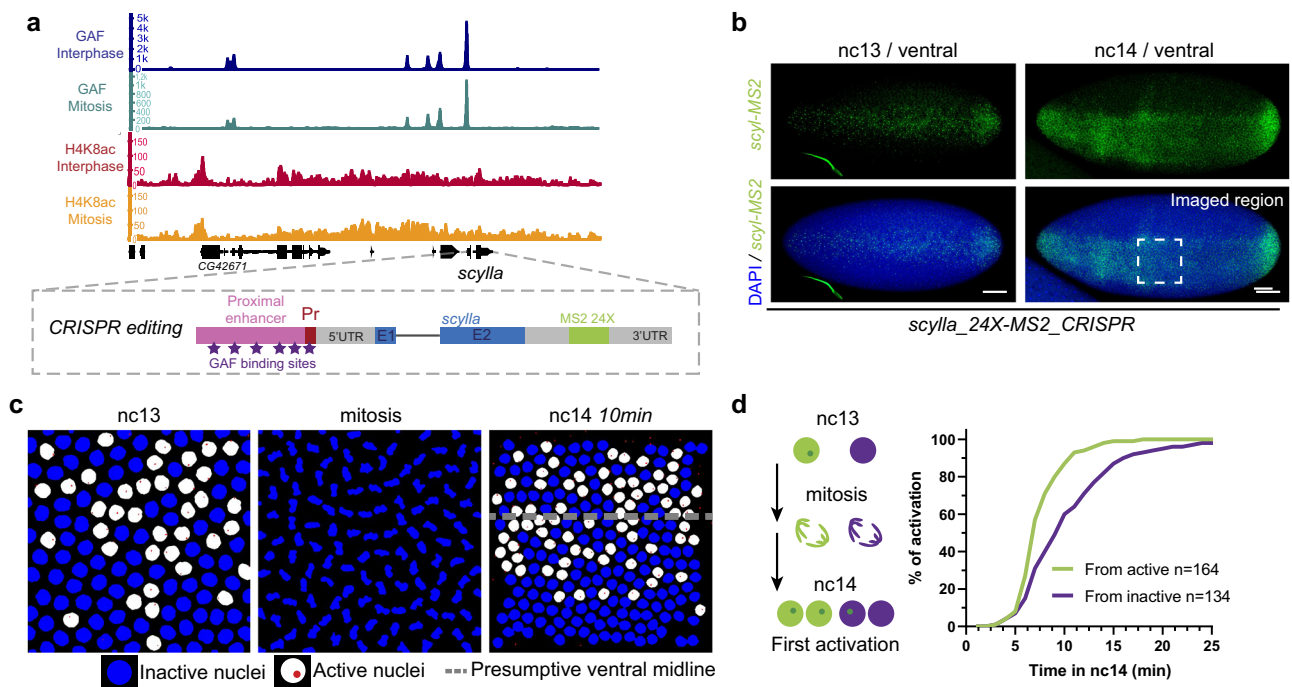 a
GAF
Interphase
5k
4k
3k
2k
1k
0
GAF
Mitosis
1.2k
800
600
400
200
0
H4K8ac
Interphase
150
100
50
0
H4K8ac
Mitosis
150
100
50
0
CG42671
scylla
CRISPR editing
Proximal
enhancer
Pr
5'UTR
E1
scylla
E2
MS2 24X
3'UTR
GAF binding sites
b
nc13 / ventral
nc14 / ventral
scyl-MS2
DAPI / scyl-MS2
Imaged region
scylla_24X-MS2_CRISPR
c
nc13
mitosis
nc14 10min
Inactive nuclei
Active nuclei
Presumptive ventral midline
d
nc13
mitosis
nc14
First activation
% of activation
100
80
60
40
20
0
From active n=164
From inactive n=134
0 5 10 15 20 25
Time in nc14 (min)